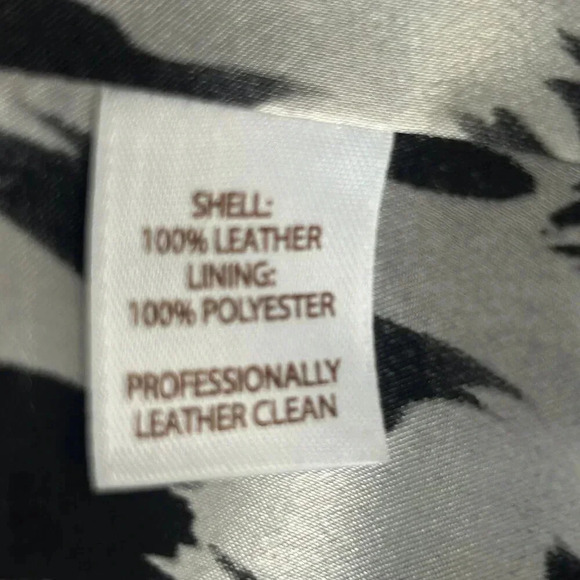 SHELL:
100% LEATHER
LINING:
100% POLYESTER
PROFESSIONALLY
LEATHER CLEAN